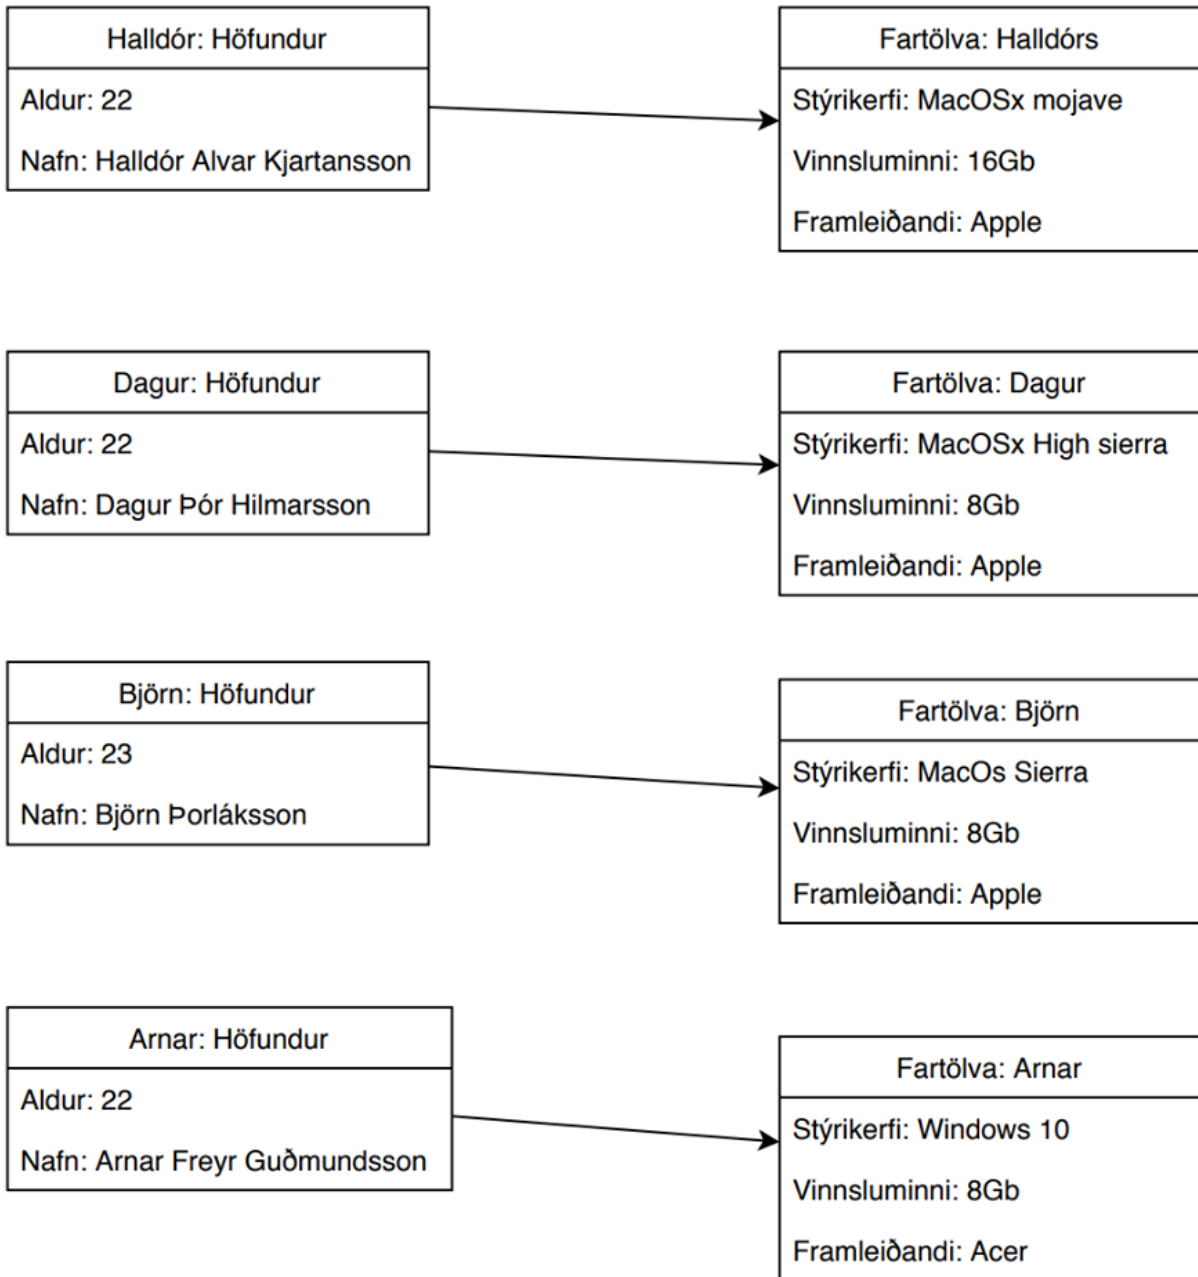 Halldór: Höfundur
Aldur: 22
Nafn: Halldór Alvar Kjartansson
Fartölva: Halldórs
Stýrikerfi: MacOSx mojave
Vinnsluminni: 16Gb
Framleiðandi: Apple
Dagur: Höfundur
Aldur: 22
Nafn: Dagur Þór Hilmarsson
Fartölva: Dagur
Stýrikerfi: MacOSx High sierra
Vinnsluminni: 8Gb
Framleiðandi: Apple
Björn: Höfundur
Aldur: 23
Nafn: Björn Þorláksson
Fartölva: Björn
Stýrikerfi: MacOs Sierra
Vinnsluminni: 8Gb
Framleiðandi: Apple
Arnar: Höfundur
Aldur: 22
Nafn: Arnar Freyr Guðmundsson
Fartölva: Arnar
Stýrikerfi: Windows 10
Vinnsluminni: 8Gb
Framleiðandi: Acer